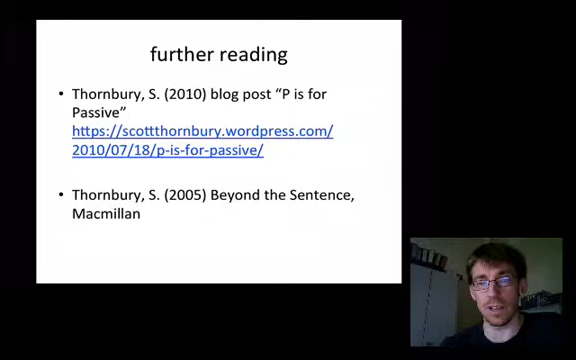 further reading
• Thornbury, S. (2010) blog post “P is for
Passive”
https://scottthornbury.wordpress.com/
2010/07/18/p-is-for-passive/
• Thornbury, S. (2005) Beyond the Sentence,
Macmillan